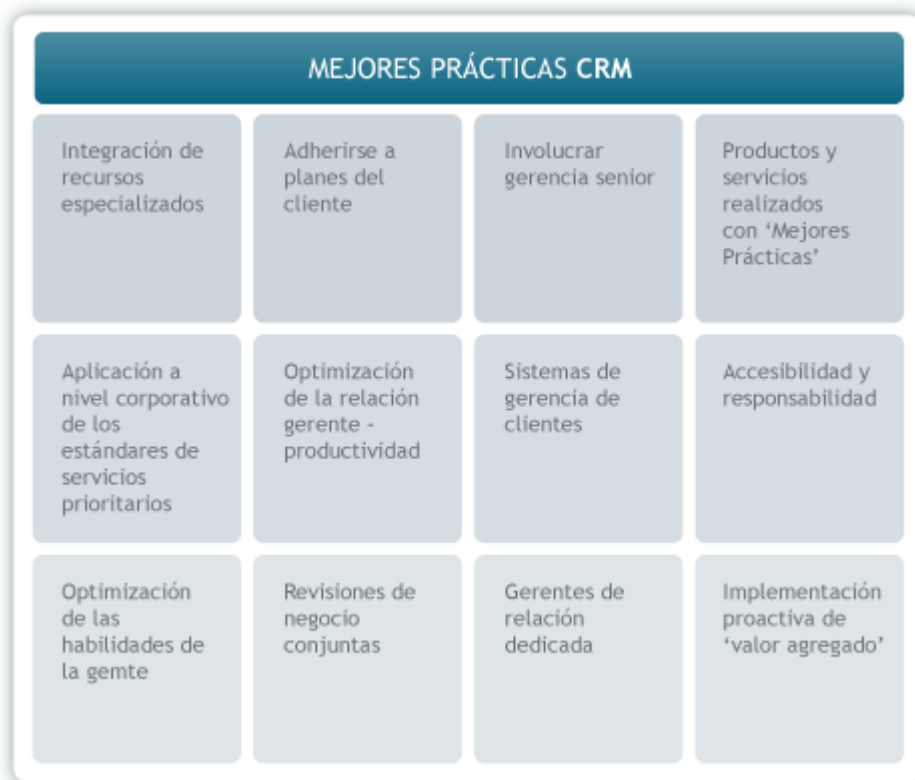 MEJORES PRÁCTICAS CRM
Integración de
recursos
especializados
Adherirse a
planes del
cliente
Involucrar
gerencia senior
Productos y
servicios
realizados
con ‘Mejores
Prácticas’
Aplicación a
nivel corporativo
de los
estándares de
servicios
prioritarios
Optimización
de la relación
gerente -
productividad
Sistemas de
gerencia de
clientes
Accesibilidad y
responsabilidad
Optimización
de las
habilidades de
la gemte
Revisiones de
negocio
conjuntas
Gerentes de
relación
dedicada
Implementación
proactiva de
‘valor agregado’